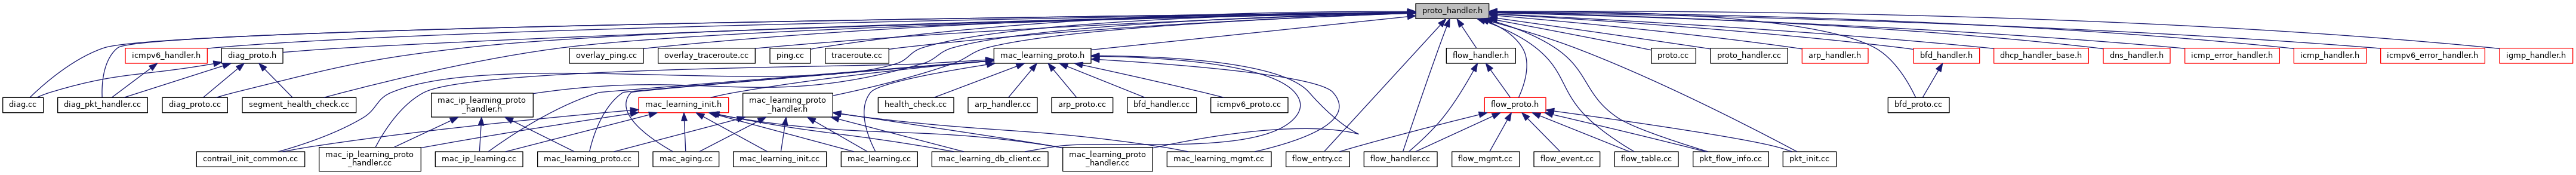 proto_handler.h
icmpv6_handler.h
diag_proto.h
overlay_ping.cc
overlay_traceroute.cc
ping.cc
traceroute.cc
mac_learning_proto.h
flow_handler.h
proto.cc
proto_handler.cc
arp_handler.h
bfd_handler.h
dhcp_handler_base.h
dns_handler.h
icmp_error_handler.h
icmp_handler.h
icmpv6_error_handler.h
igmp_handler.h
diag.cc
diag_pkt_handler.cc
diag_proto.cc
segment_health_check.cc
mac_ip_learning_proto
_handler.h
mac_learning_init.h
mac_learning_proto
_handler.h
health_check.cc
arp_handler.cc
arp_proto.cc
bfd_handler.cc
icmpv6_proto.cc
flow_proto.h
bfd_proto.cc
contrail_init_common.cc
mac_ip_learning_proto
_handler.cc
mac_ip_learning.cc
mac_learning_proto.cc
mac_aging.cc
mac_learning_init.cc
mac_learning.cc
mac_learning_db_client.cc
mac_learning_proto
_handler.cc
mac_learning_mgmt.cc
flow_entry.cc
flow_handler.cc
flow_mgmt.cc
flow_event.cc
flow_table.cc
pkt_flow_info.cc
pkt_init.cc